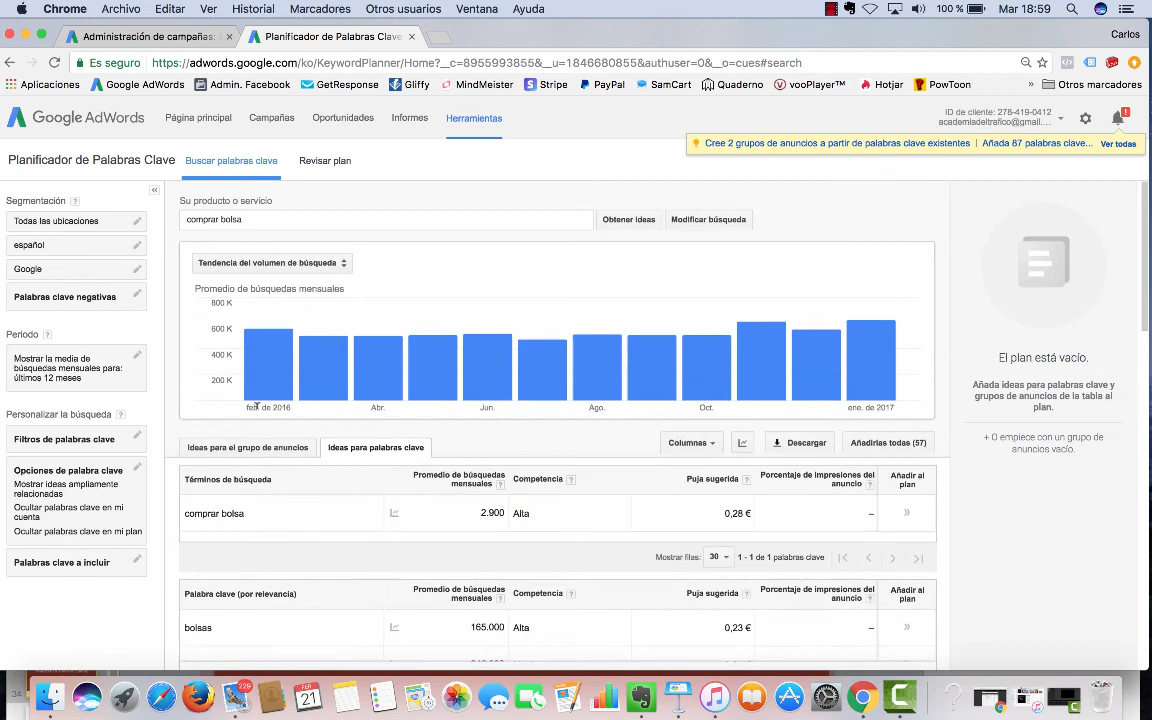 Chrome Archivo Editar Ver Historial Marcadores Otros usuarios Ventana Ayuda 100 % Mar 18:59
Administración de campañas: × Planificador de Palabras Clave × Carlos
Es seguro https://adwords.google.com/ko/KeywordPlanner/Home?__c=8955993855&__u=1846680855&authuser=0&__o=cues#search
Aplicaciones Google AdWords Admin. Facebook GetResponse Gliffy MindMeister Stripe PayPal SamCart Quaderno vooPlayer™ Hotjar PowToon » Otros marcadores
Google AdWords Página principal Campañas Oportunidades Informes Herramientas
ID de cliente: 278-419-0412
academiadeltrafico@gmail....
!
Cree 2 grupos de anuncios a partir de palabras clave existentes | Añada 87 palabras clave... Ver todas
Planificador de Palabras Clave Buscar palabras clave Revisar plan
«
Segmentación ?
Todas las ubicaciones
español
Google
Palabras clave negativas
Periodo ?
Mostrar la media de
búsquedas mensuales para:
últimos 12 meses
Personalizar la búsqueda ?
Filtros de palabras clave
Opciones de palabra clave
Mostrar ideas ampliamente
relacionadas
Ocultar palabras clave en mi
cuenta
Ocultar palabras clave en mi plan
Palabras clave a incluir
Su producto o servicio
comprar bolsa Obtener ideas Modificar búsqueda
Tendencia del volumen de búsqueda
Promedio de búsquedas mensuales
800 K
600 K
400 K
200 K
feb. de 2016 Abr. Jun. Ago. Oct. ene. de 2017
Ideas para el grupo de anuncios Ideas para palabras clave Columnas Descargar Añadirlas todas (57)
Términos de búsqueda Promedio de búsquedas mensuales ? Competencia ? Puja sugerida ? Porcentaje de impresiones del anuncio ? Añadir al plan
comprar bolsa 2.900 Alta 0,28 € – »
Mostrar filas: 30 1 - 1 de 1 palabras clave
Palabra clave (por relevancia) Promedio de búsquedas mensuales ? Competencia ? Puja sugerida ? Porcentaje de impresiones del anuncio ? Añadir al plan
bolsas 165.000 Alta 0,23 € – »
El plan está vacío.
Añada ideas para palabras clave y
grupos de anuncios de la tabla al
plan.
+ O empiece con un grupo de
anuncios vacío.
34
229
FEB
21